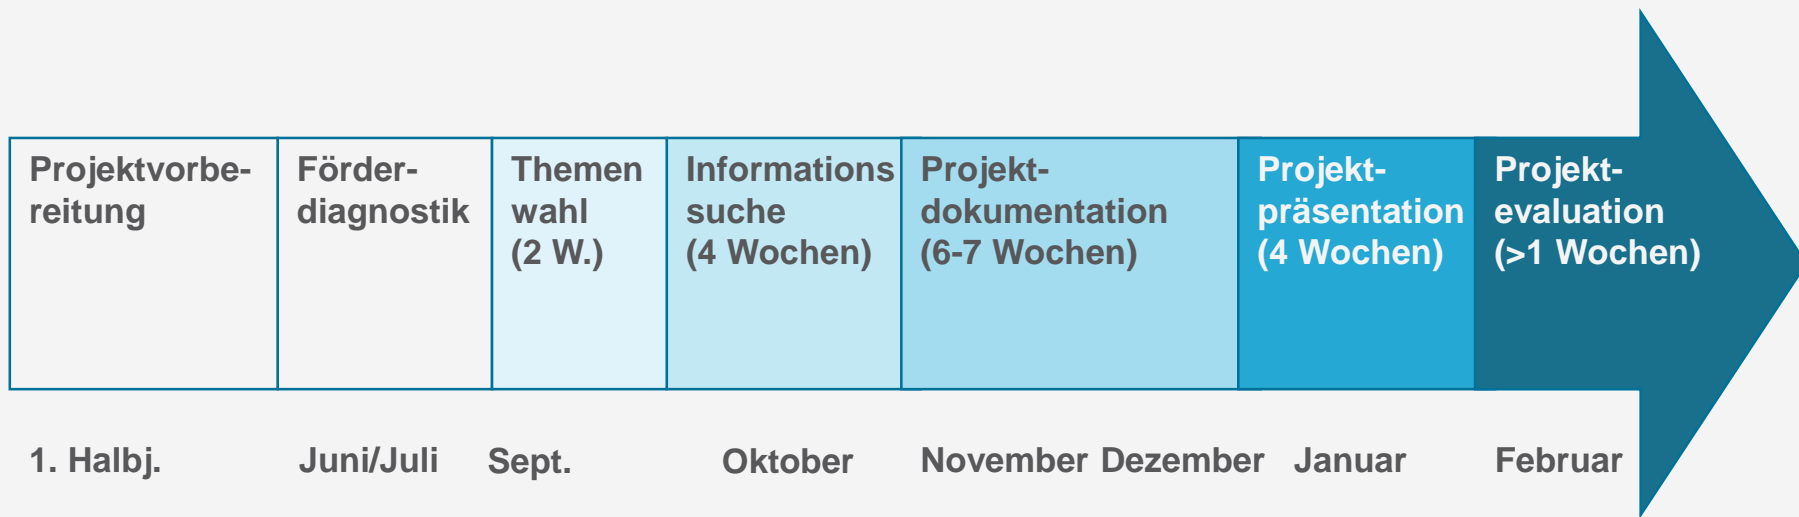 Projektvorbe-
reitung
Förder-
diagnostik
Themen
wahl
(2 W.)
Informations
suche
(4 Wochen)
Projekt-
dokumentation
(6-7 Wochen)
Projekt-
präsentation
(4 Wochen)
Projekt-
evaluation
(>1 Wochen)
1. Halbj.
Juni/Juli
Sept.
Oktober
November
Dezember
Januar
Februar